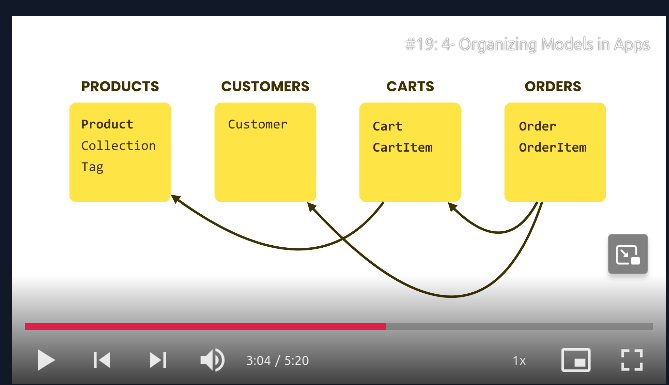 #19: 4- Organizing Models in Apps
PRODUCTS
CUSTOMERS
CARTS
ORDERS
Product
Collection
Tag
Customer
Cart
CartItem
Order
OrderItem
3:04 / 5:20
1x